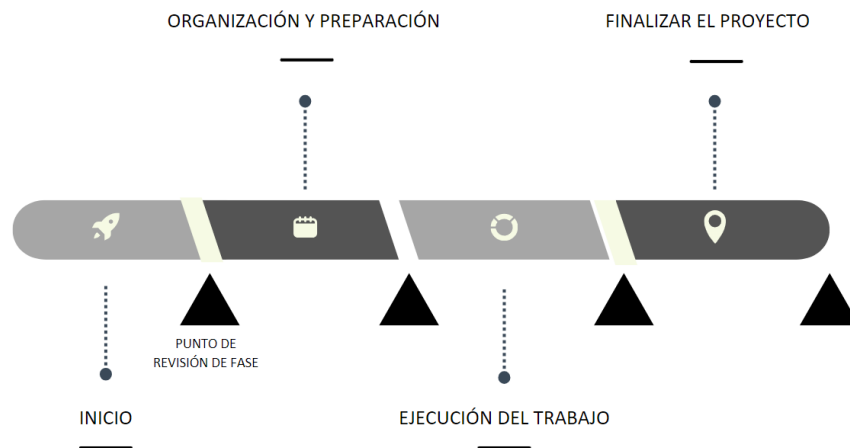 ORGANIZACIÓN Y PREPARACIÓN
FINALIZAR EL PROYECTO
PUNTO DE
REVISIÓN DE FASE
INICIO
EJECUCIÓN DEL TRABAJO